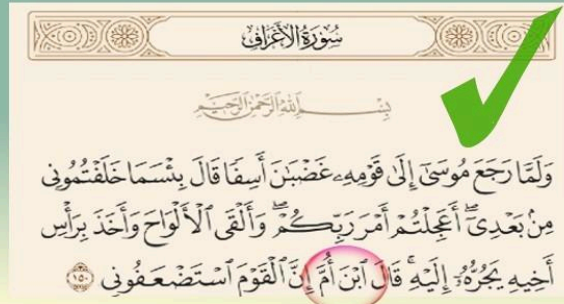 سُورَةُ الأَعْرَافِ
بِسْمِ ٱللَّهِ ٱلرَّحْمَٰنِ ٱلرَّحِيمِ
وَلَمَّا رَجَعَ مُوسَىٰٓ إِلَىٰ قَوْمِهِۦ غَضْبَٰنَ أَسِفًا قَالَ بِئْسَمَا خَلَفْتُمُونِى
مِنۢ بَعْدِىٓ أَعَجِلْتُمْ أَمْرَ رَبِّكُمْ وَأَلْقَى ٱلْأَلْوَاحَ وَأَخَذَ بِرَأْسِ
أَخِيهِ يَجُرُّهُۥٓ إِلَيْهِ قَالَ ٱبْنَ أُمَّ إِنَّ ٱلْقَوْمَ ٱسْتَضْعَفُونِى ١٥٠